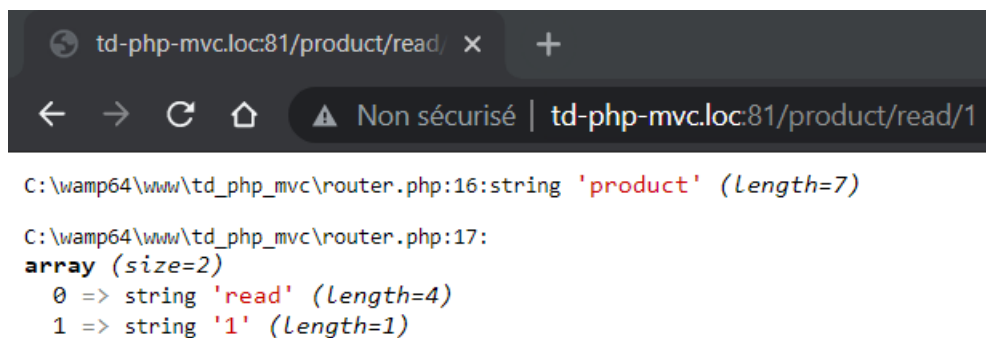 td-php-mvc.loc:81/product/read/
Non sécurisé | td-php-mvc.loc:81/product/read/1
C:\wamp64\www\td_php_mvc\router.php:16:string 'product' (length=7)
C:\wamp64\www\td_php_mvc\router.php:17:
array (size=2)
0 => string 'read' (length=4)
1 => string '1' (length=1)